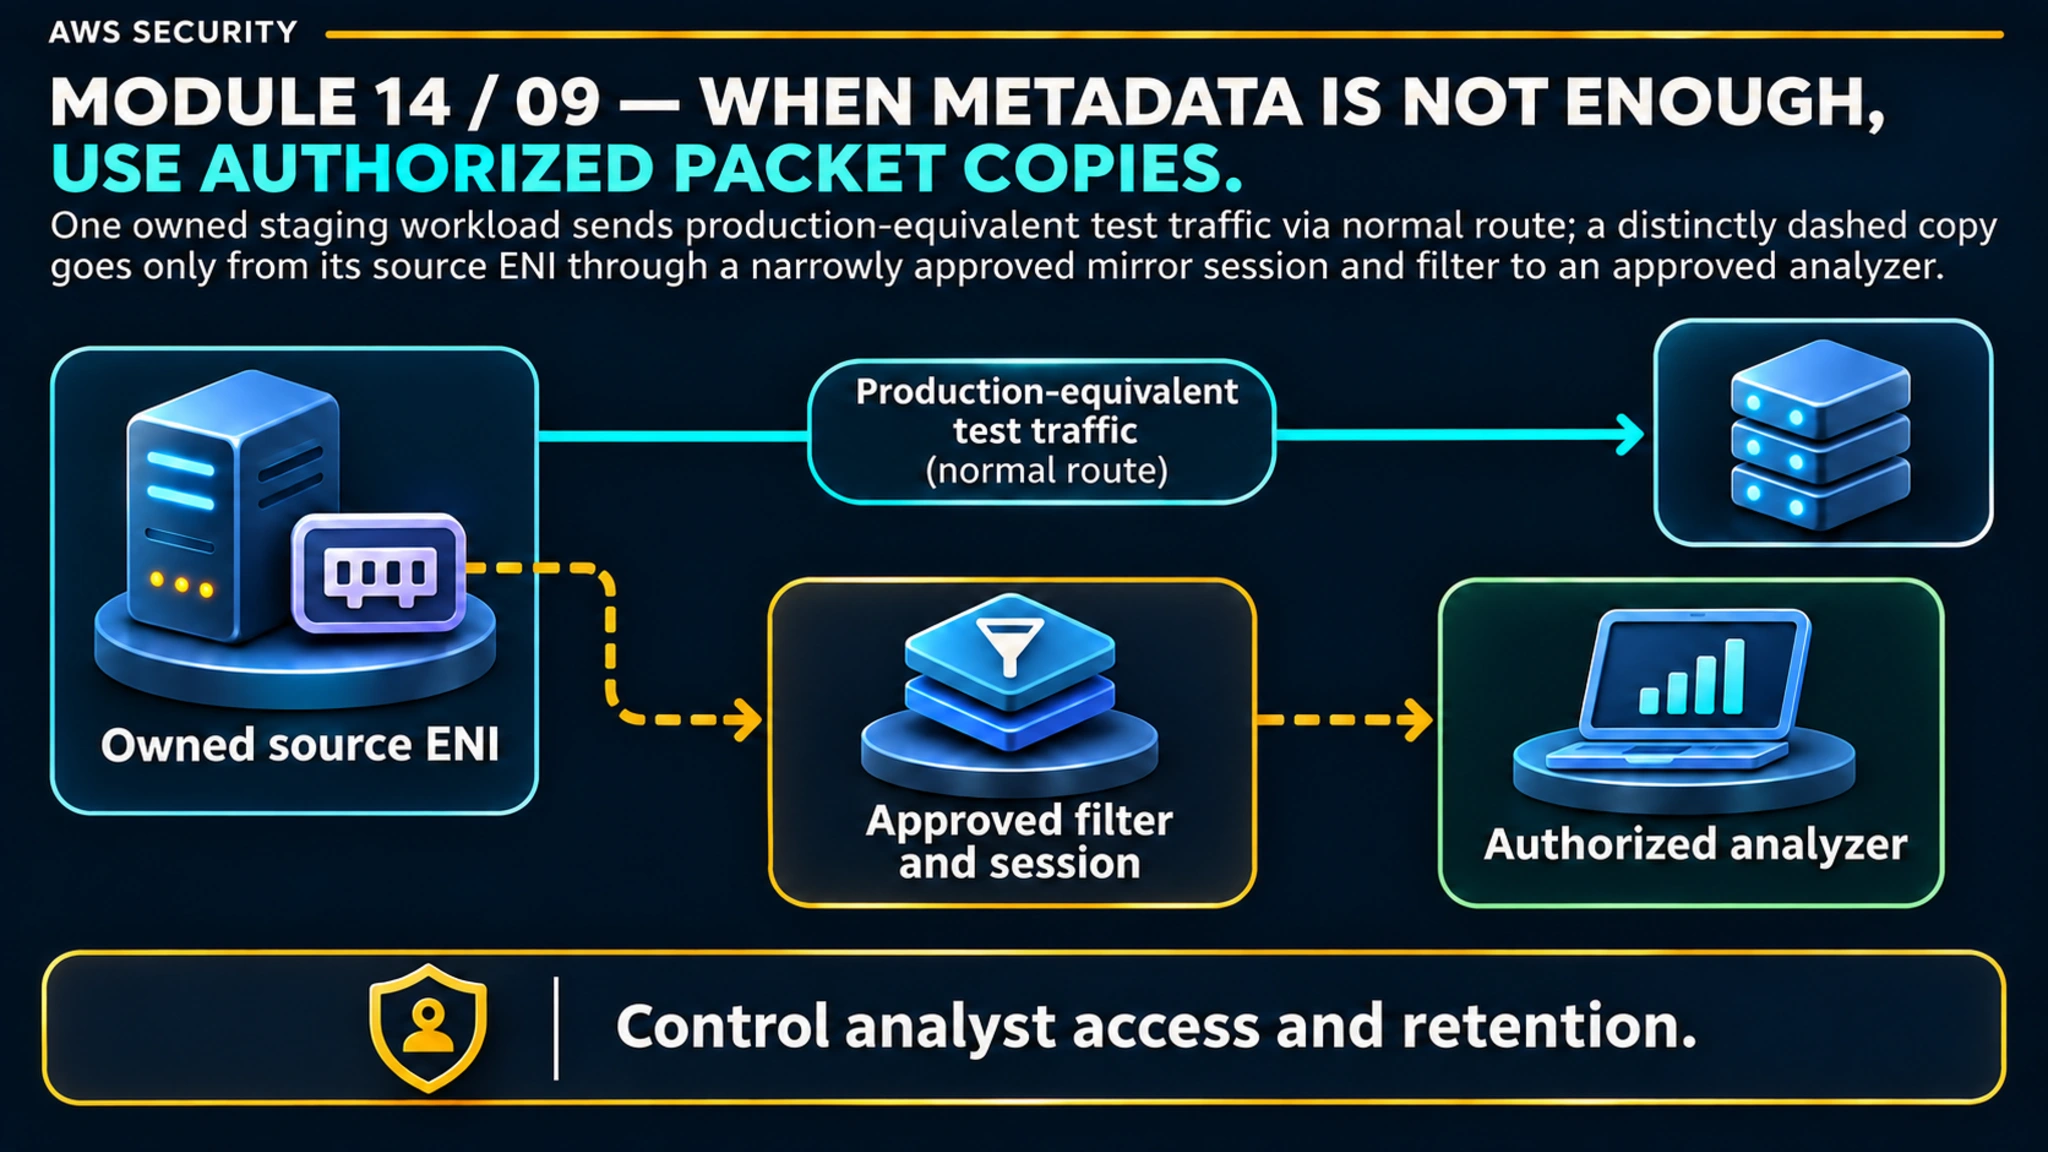 AWS SECURITY
MODULE 14 / 09 — WHEN METADATA IS NOT ENOUGH,
USE AUTHORIZED PACKET COPIES.
One owned staging workload sends production-equivalent test traffic via normal route; a distinctly dashed copy
goes only from its source ENI through a narrowly approved mirror session and filter to an approved analyzer.
Production-equivalent
test traffic
(normal route)
Owned source ENI
Approved filter
and session
Authorized analyzer
Control analyst access and retention.